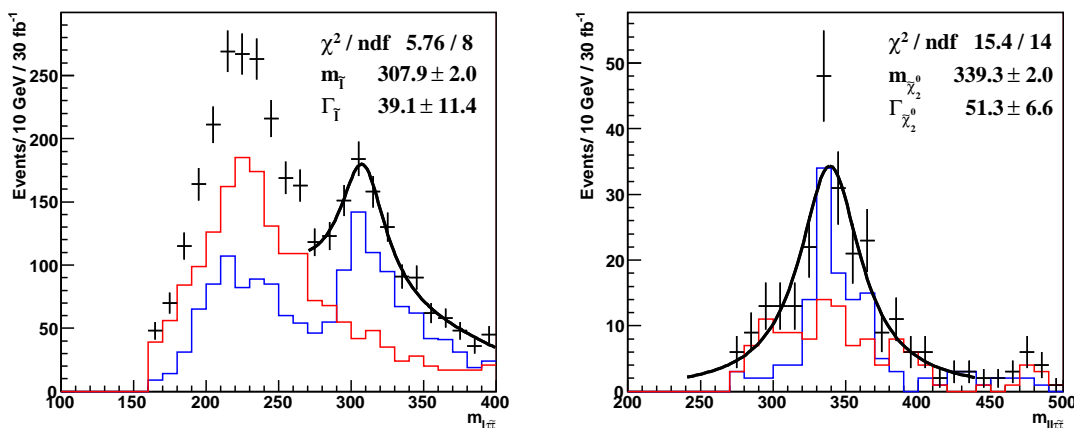 Events/ 10 GeV / 30 fb⁻¹
χ² / ndf 5.76 / 8
m_l̃ 307.9 ± 2.0
Γ_l̃ 39.1 ± 11.4
250
200
150
100
50
0
100 150 200 250 300 350 400
m_lπ̃
Events/ 10 GeV / 30 fb⁻¹
χ² / ndf 15.4 / 14
m_χ̃₂⁰ 339.3 ± 2.0
Γ_χ̃₂⁰ 51.3 ± 6.6
50
40
30
20
10
0
200 250 300 350 400 450 500